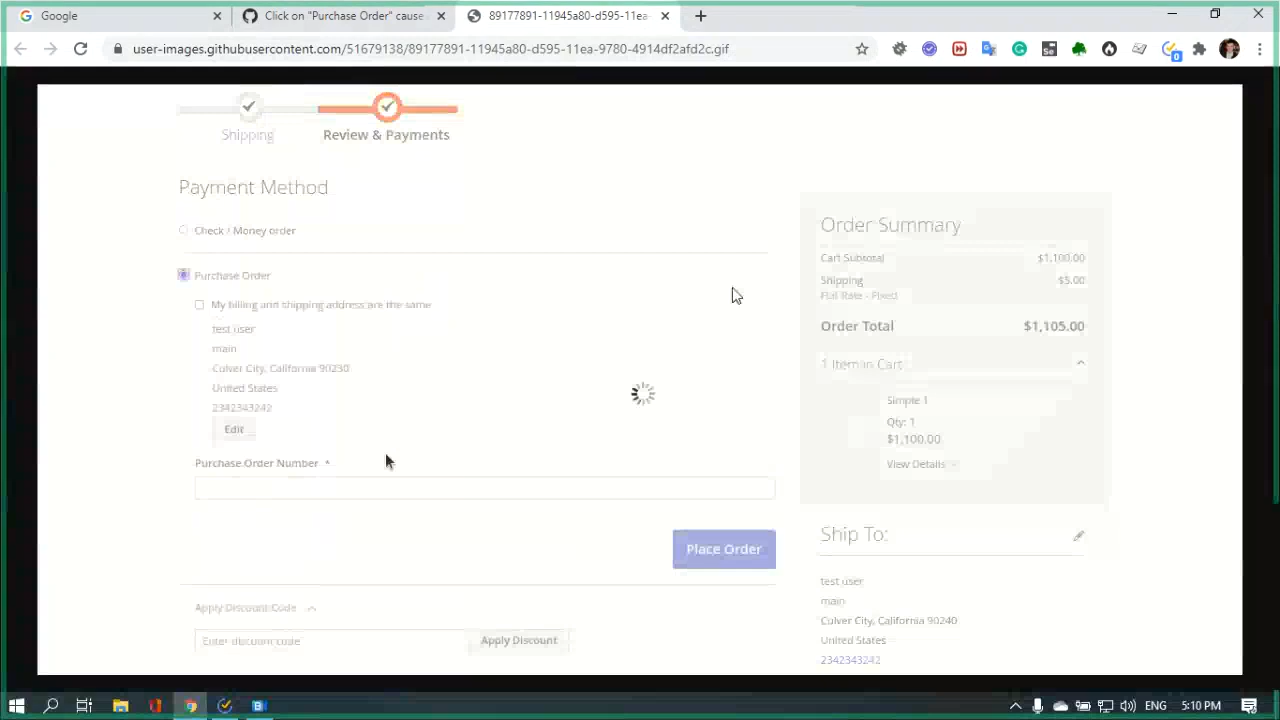 Google
Click on "Purchase Order" cause
89177891-11945a80-d595-11ea-
user-images.githubusercontent.com/51679138/89177891-11945a80-d595-11ea-9780-4914df2afd2c.gif
Shipping
Review & Payments
Payment Method
Check / Money order
Purchase Order
My billing and shipping address are the same
test user
main
Culver City, California 90230
United States
2342343242
Edit
Purchase Order Number *
Place Order
Apply Discount Code
Enter discount code
Apply Discount
Order Summary
Cart Subtotal $1,100.00
Shipping $5.00
Flat Rate - Fixed
Order Total $1,105.00
1 Item in Cart
Simple 1
Qty: 1
$1,100.00
View Details
Ship To:
test user
main
Culver City, California 90240
United States
2342343242
ENG 5:10 PM